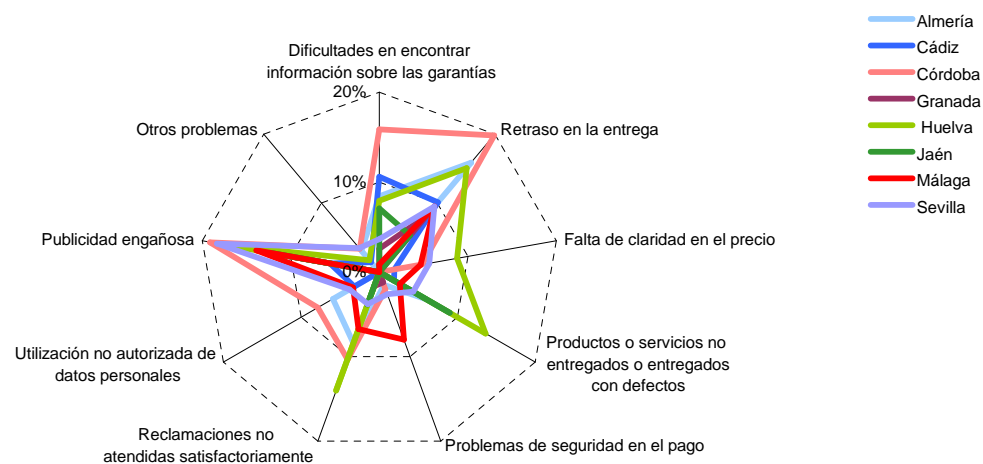 Almería
Cádiz
Córdoba
Granada
Huelva
Jaén
Málaga
Sevilla
Dificultades en encontrar
información sobre las garantías
20%
Otros problemas
Retraso en la entrega
10%
Publicidad engañosa
Falta de claridad en el precio
0%
Productos o servicios no
entregados o entregados
con defectos
Utilización no autorizada de
datos personales
Reclamaciones no
atendidas satisfactoriamente
Problemas de seguridad en el pago